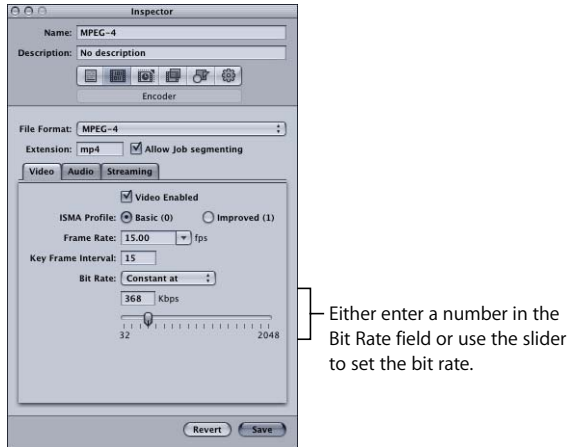 Inspector
Name: MPEG-4
Description: No description
Encoder
File Format: MPEG-4
Extension: mp4 Allow Job segmenting
Video Audio Streaming
Video Enabled
ISMA Profile: Basic (0) Improved (1)
Frame Rate: 15.00 fps
Key Frame Interval: 15
Bit Rate: Constant at
368 Kbps
32 2048
Either enter a number in the
Bit Rate field or use the slider
to set the bit rate.
Revert Save